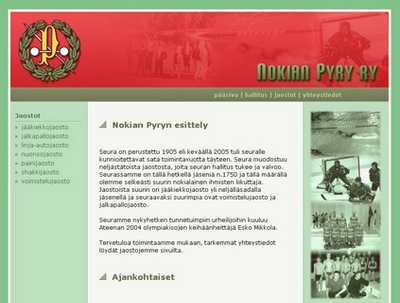 NOKIAN PYRY RY
pääsivu | hallitus | jaostot | yhteystiedot
Jaostot
» jääkiekkojaosto
» jalkapallojaosto
» linja-autojaosto
» nuorisojaosto
» painijaosto
» shakkijaosto
» voimistelujaosto
Nokian Pyryn esittely
Seura on perustettu 1905 eli keväällä 2005 tuli seuralle
kunnioitettavat sata toimintavuotta täyteen. Seura muodostuu
neljästätoista jaostosta, joita seuran hallitus tukee ja valvoo.
Seurassamme on tällä hetkellä jäseniä n.1750 ja tällä määrällä
olemme selkeästi suurin nokialainen ihmisten liikuttaja.
Jaostoista suurin on jääkiekkojaosto yli neljälläsadalla
jäsenellä ja seuraavaksi suurimpia ovat voimistelujaosto ja
jalkapallojaosto.
Seuramme nykyhetken tunnetuimpiin urheilijoihin kuuluu
Ateenan 2004 olympiakisojen keihäänheittäjä Esko Mikkola.
Tervetuloa toimintaamme mukaan, tarkemmat yhteystiedot
löydät jaostojemme sivuilta.
Ajankohtaiset